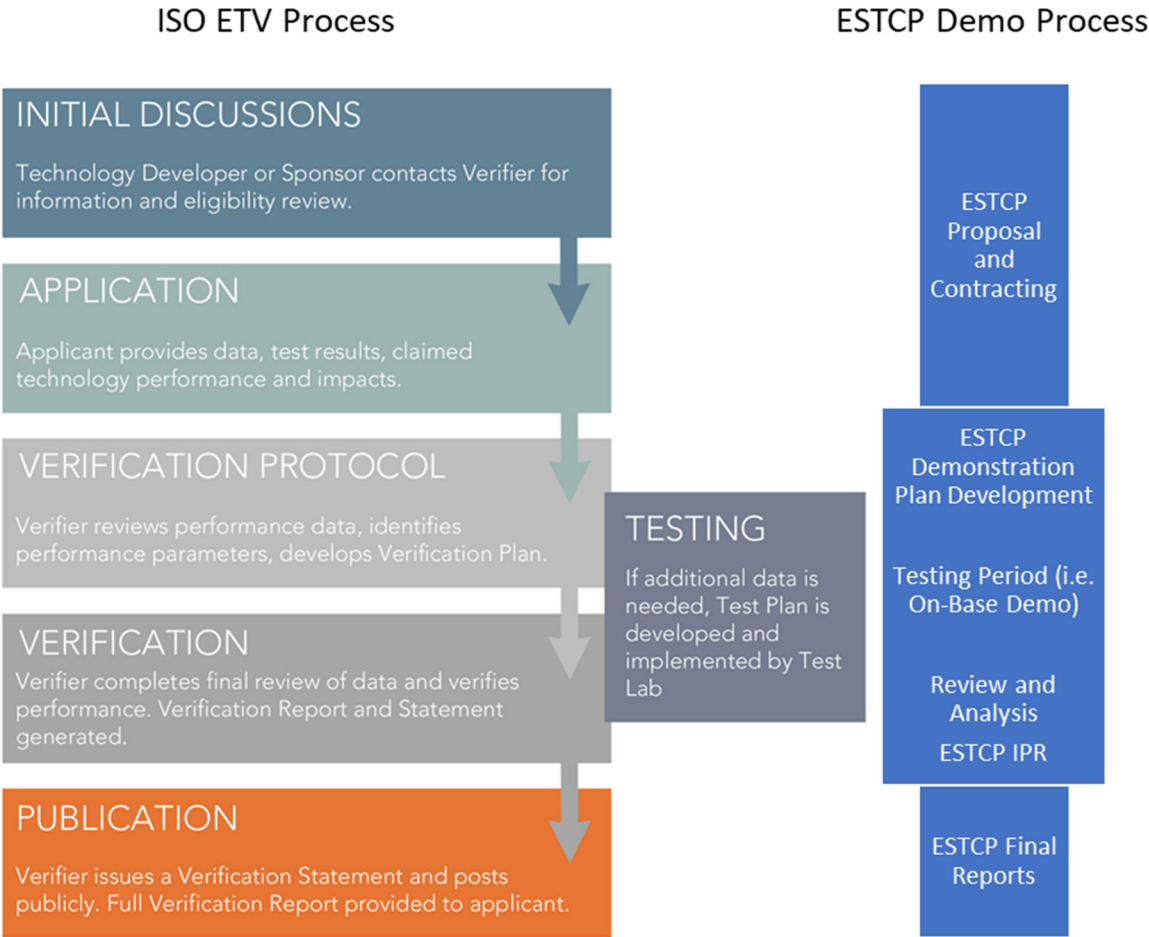 ISO ETV Process
ESTCP Demo Process
INITIAL DISCUSSIONS
Technology Developer or Sponsor contacts Verifier for
information and eligibility review.
APPLICATION
Applicant provides data, test results, claimed
technology performance and impacts.
VERIFICATION PROTOCOL
Verifier reviews performance data, identifies
performance parameters, develops Verification Plan.
VERIFICATION
Verifier completes final review of data and verifies
performance. Verification Report and Statement
generated.
PUBLICATION
Verifier issues a Verification Statement and posts
publicly. Full Verification Report provided to applicant.
TESTING
If additional data is
needed, Test Plan is
developed and
implemented by Test
Lab
ESTCP
Proposal
and
Contracting
ESTCP
Demonstration
Plan Development
Testing Period (i.e.
On-Base Demo)
Review and
Analysis
ESTCP IPR
ESTCP Final
Reports